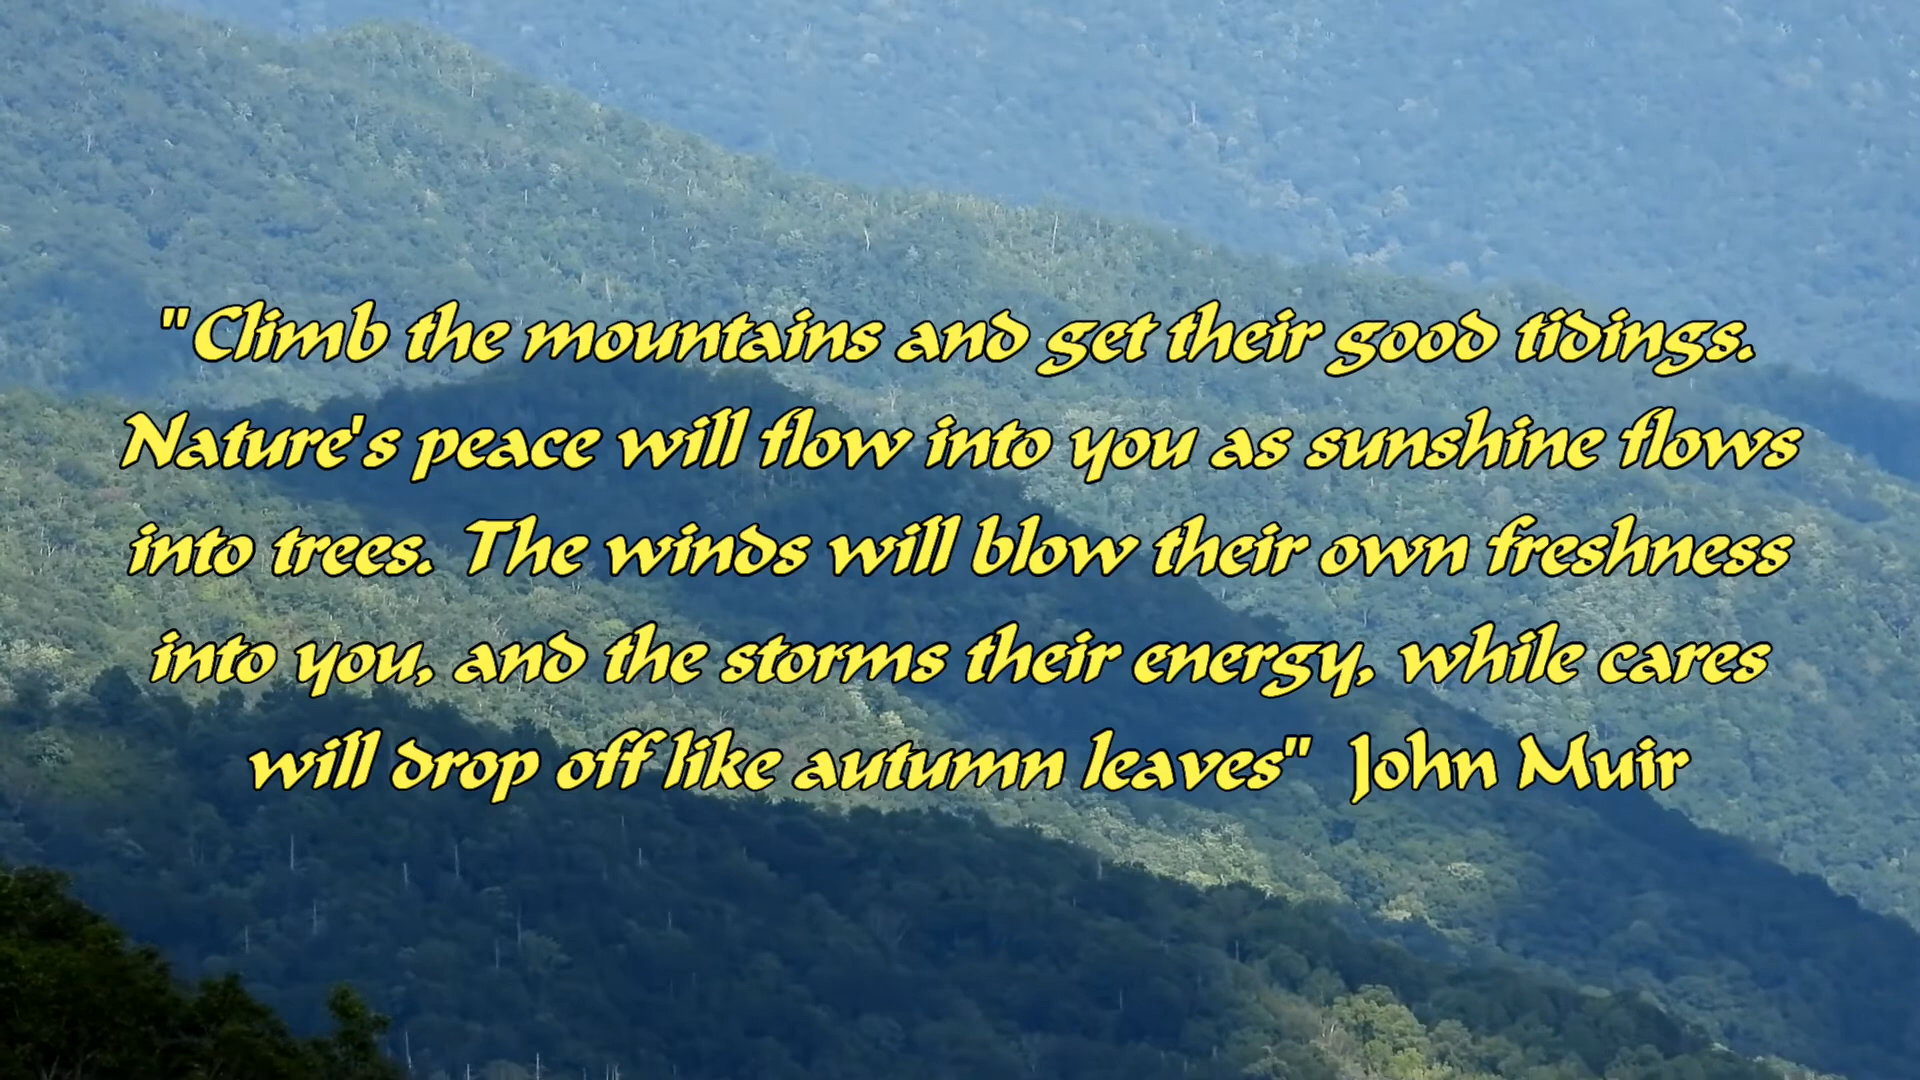 "Climb the mountains and get their good tidings.
Nature's peace will flow into you as sunshine flows
into trees. The winds will blow their own freshness
into you, and the storms their energy, while cares
will drop off like autumn leaves"  John Muir